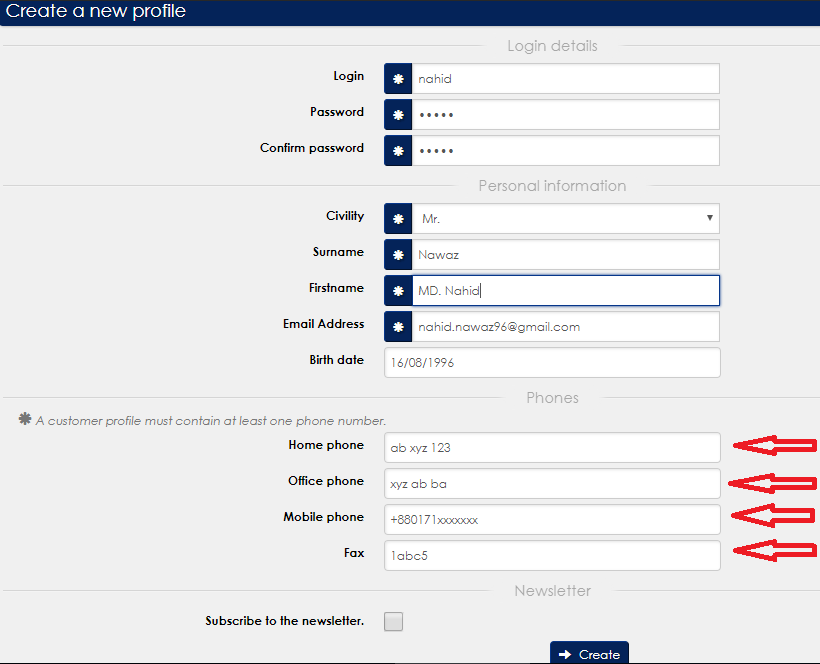 Create a new profile
Login details
Login nahid
Password •••••
Confirm password •••••
Personal information
Civility Mr.
Surname Nawaz
Firstname MD. Nahid
Email Address nahid.nawaz96@gmail.com
Birth date 16/08/1996
Phones
✱ A customer profile must contain at least one phone number.
Home phone ab xyz 123
Office phone xyz ab ba
Mobile phone +880171xxxxxxx
Fax 1abc5
Newsletter
Subscribe to the newsletter.
Create